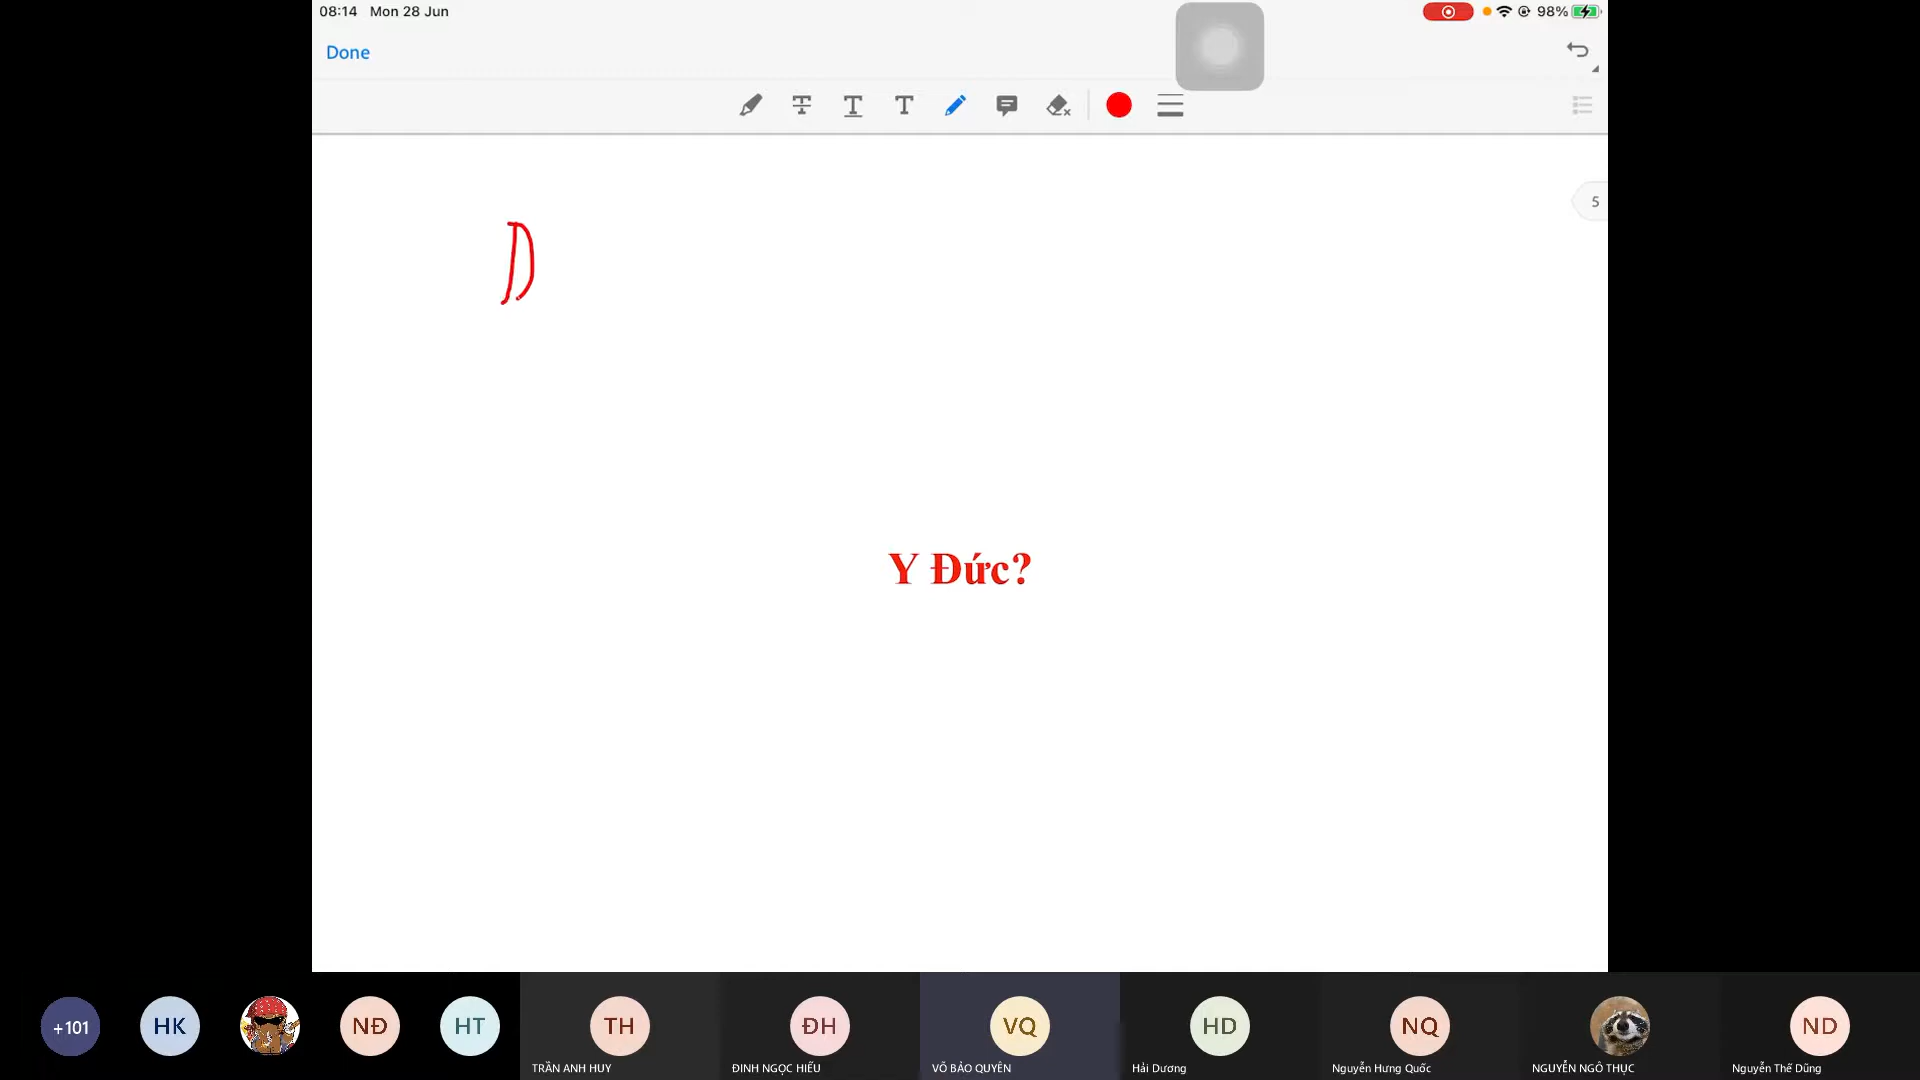 08:14 Mon 28 Jun 98%
Done
5
D
Y Đức?
+101 HK NĐ HT TH ĐH VQ HD NQ ND
TRẦN ANH HUY ĐINH NGỌC HIẾU VÕ BẢO QUYÊN Hải Dương Nguyễn Hưng Quốc NGUYỄN NGÔ THỤC Nguyễn Thế Dũng